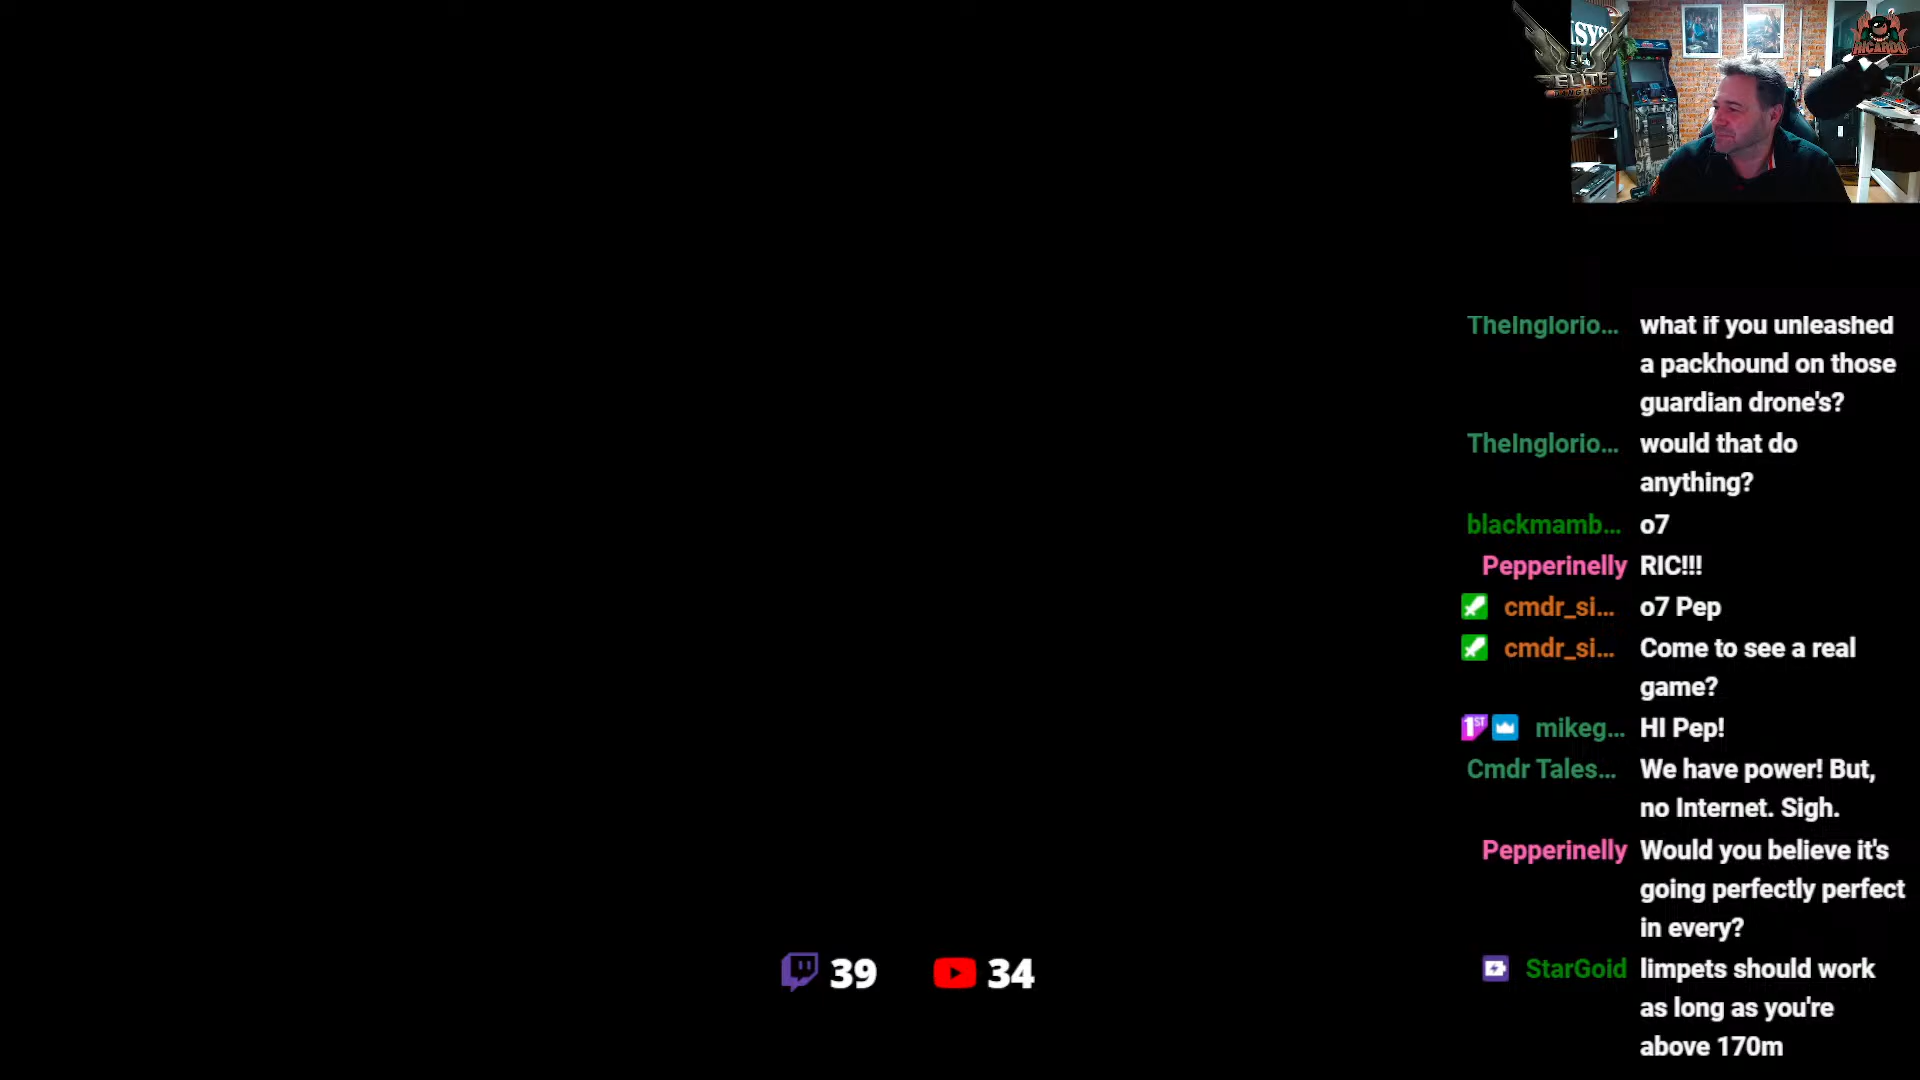 ELITE
RICARDO
TheInglorio... what if you unleashed
a packhound on those
guardian drone's?
TheInglorio... would that do
anything?
blackmamb... o7
Pepperinelly RIC!!!
cmdr_si... o7 Pep
cmdr_si... Come to see a real
game?
1ST mikeg... HI Pep!
Cmdr Tales... We have power! But,
no Internet. Sigh.
Pepperinelly Would you believe it's
going perfectly perfect
in every?
StarGoid limpets should work
as long as you're
above 170m
39 34